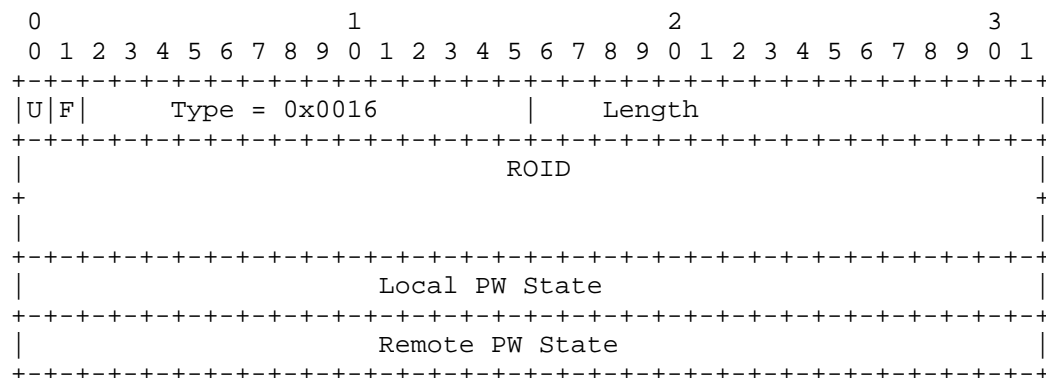 0                   1                   2                   3
 0 1 2 3 4 5 6 7 8 9 0 1 2 3 4 5 6 7 8 9 0 1 2 3 4 5 6 7 8 9 0 1
+-+-+-+-+-+-+-+-+-+-+-+-+-+-+-+-+-+-+-+-+-+-+-+-+-+-+-+-+-+-+-+-+
|U|F|     Type = 0x0016         |    Length                     |
+-+-+-+-+-+-+-+-+-+-+-+-+-+-+-+-+-+-+-+-+-+-+-+-+-+-+-+-+-+-+-+-+
|                              ROID                             |
+                                                               +
|                                                               |
+-+-+-+-+-+-+-+-+-+-+-+-+-+-+-+-+-+-+-+-+-+-+-+-+-+-+-+-+-+-+-+-+
|                      Local PW State                           |
+-+-+-+-+-+-+-+-+-+-+-+-+-+-+-+-+-+-+-+-+-+-+-+-+-+-+-+-+-+-+-+-+
|                      Remote PW State                          |
+-+-+-+-+-+-+-+-+-+-+-+-+-+-+-+-+-+-+-+-+-+-+-+-+-+-+-+-+-+-+-+-+